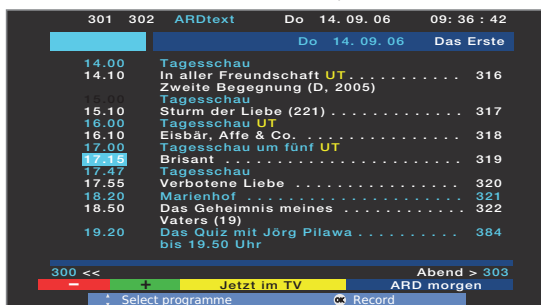 301 302 ARDtext Do 14. 09. 06 09: 36 : 42
Do 14. 09. 06 Das Erste
14.00 Tagesschau
14.10 In aller Freundschaft UT . . . . . . . . . . . 316
Zweite Begegnung (D, 2005)
15.00 Tagesschau
15.10 Sturm der Liebe (221) . . . . . . . . . . . . . 317
16.00 Tagesschau UT
16.10 Eisbär, Affe & Co. . . . . . . . . . . . . . . . 318
17.00 Tagesschau um fünf UT
17.15 Brisant . . . . . . . . . . . . . . . . . . . . . . . 319
17.47 Tagesschau
17.55 Verbotene Liebe . . . . . . . . . . . . . . . . 320
18.20 Marienhof . . . . . . . . . . . . . . . . . . . . 321
18.50 Das Geheimnis meines . . . . . . . . . . . 322
Vaters (19)
19.20 Das Quiz mit Jörg Pilawa . . . . . . . . . . 384
bis 19.50 Uhr
300 << Abend > 303
− + Jetzt im TV ARD morgen
Select programme OK Record